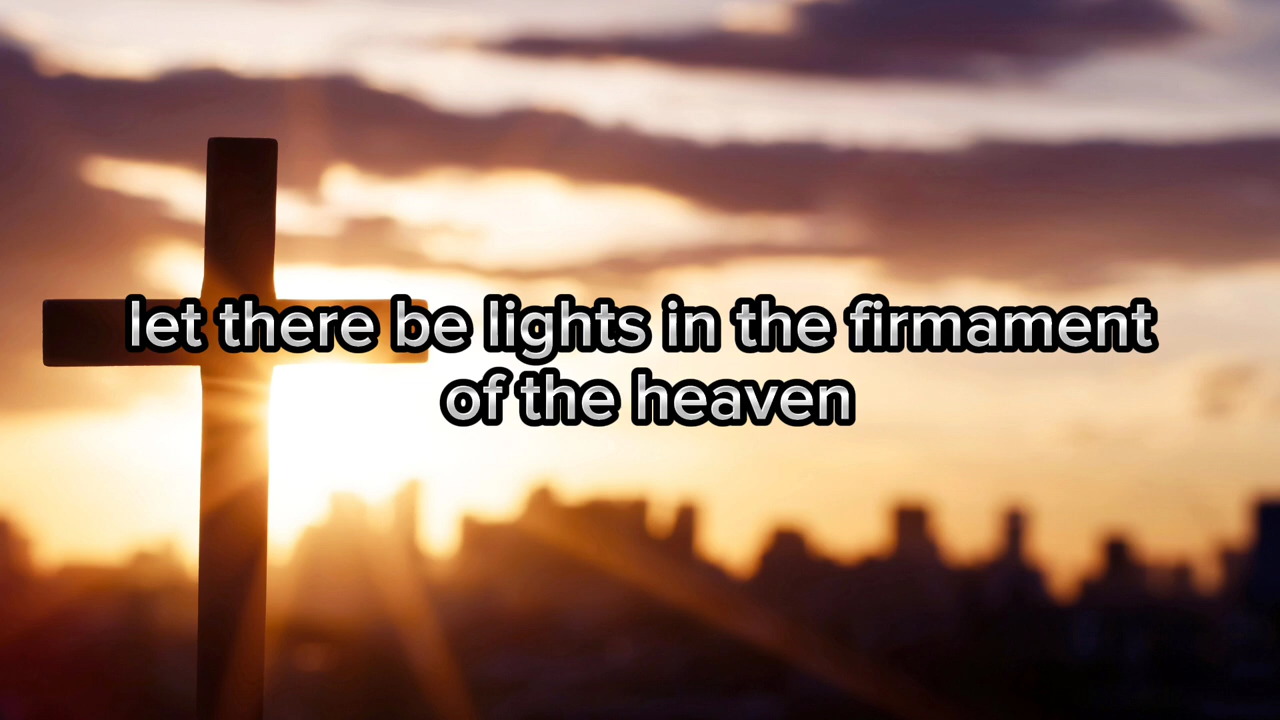 let there be lights in the firmament
of the heaven